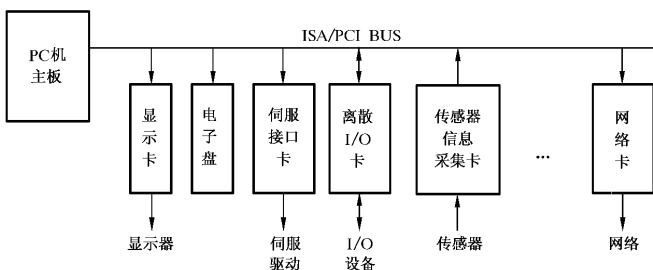 ISA/PCI BUS
PC机
主板
显
示
卡
电
子
盘
伺服
接口
卡
离散
I/O
卡
传感器
信息
采集卡
...
网
络
卡
显示器
伺服
驱动
I/O
设备
传感器
网络